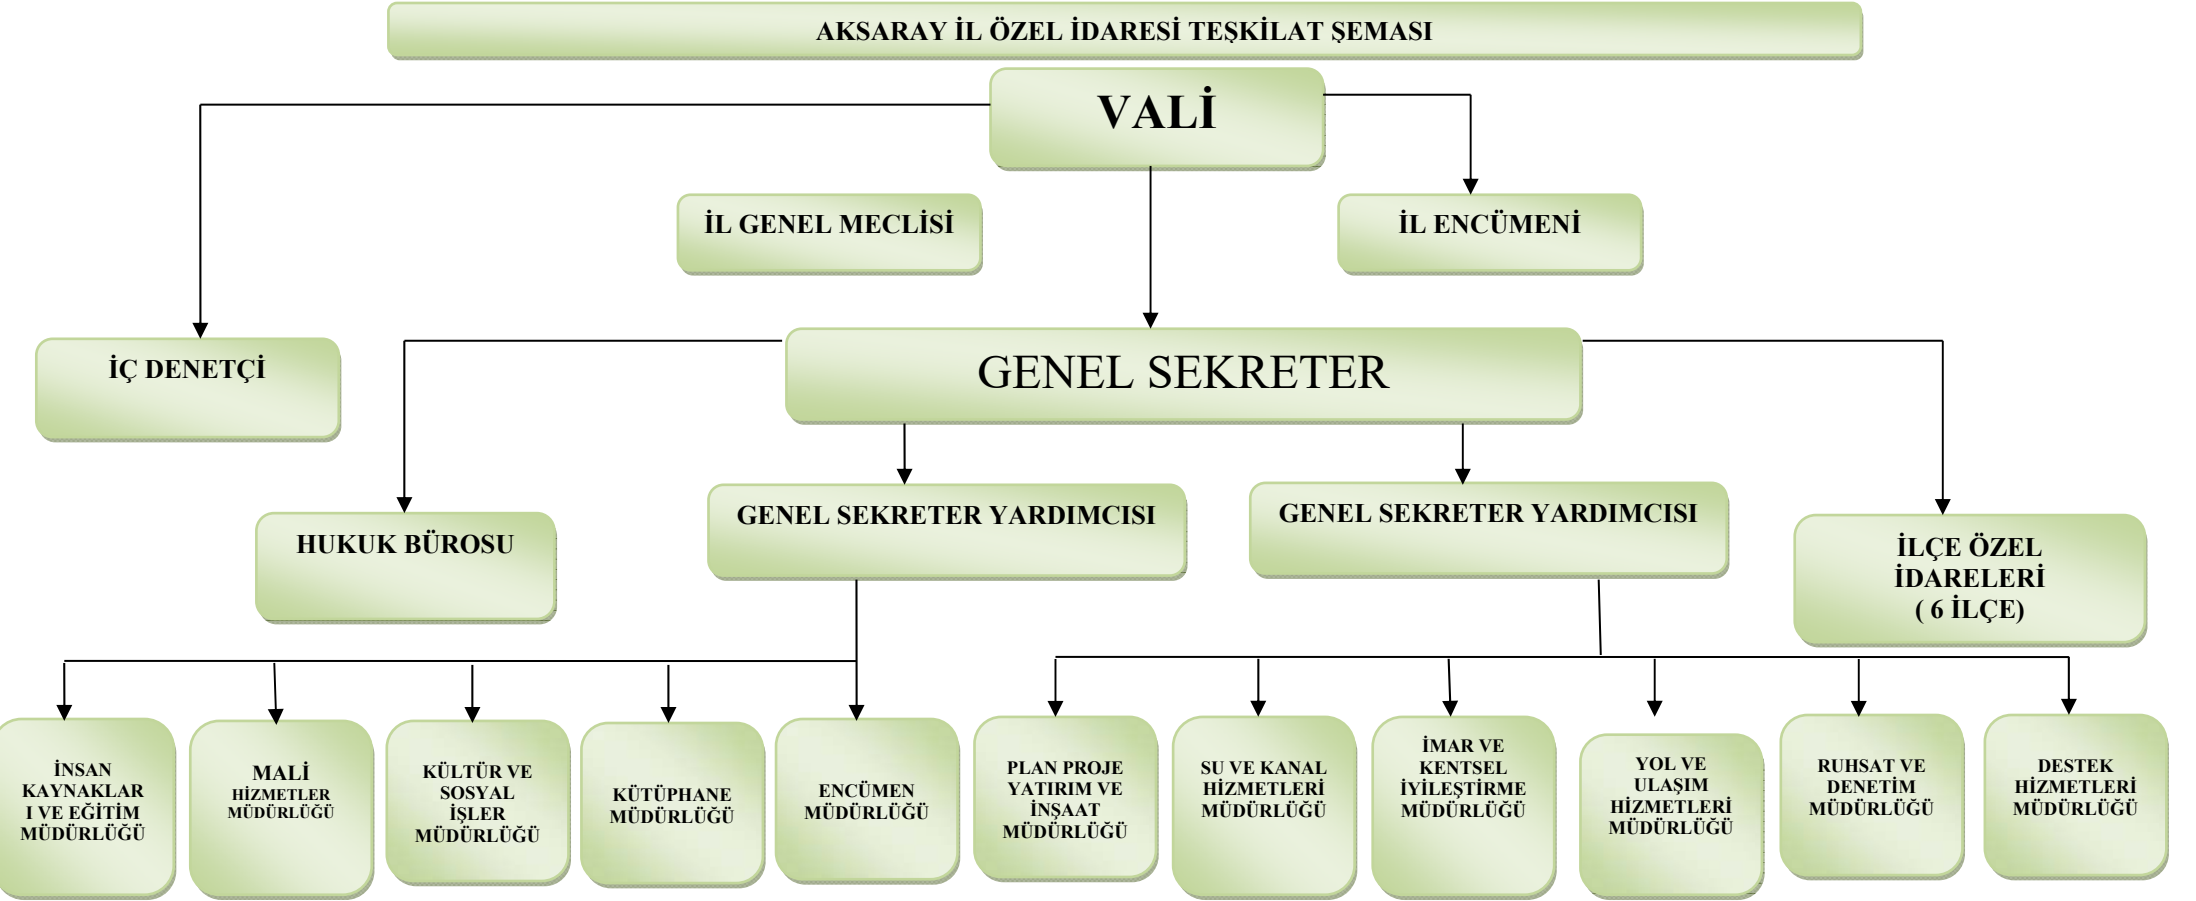 AKSARAY İL ÖZEL İDARESİ TEŞKİLAT ŞEMASI
VALİ
İL GENEL MECLİSİ
İL ENCÜMENİ
İÇ DENETÇİ
GENEL SEKRETER
HUKUK BÜROSU
GENEL SEKRETER YARDIMCISI
GENEL SEKRETER YARDIMCISI
İLÇE ÖZEL
İDARELERİ
( 6 İLÇE)
İNSAN
KAYNAKLAR
I VE EĞİTİM
MÜDÜRLÜĞÜ
MALİ
HİZMETLER
MÜDÜRLÜĞÜ
KÜLTÜR VE
SOSYAL
İŞLER
MÜDÜRLÜĞÜ
KÜTÜPHANE
MÜDÜRLÜĞÜ
ENCÜMEN
MÜDÜRLÜĞÜ
PLAN PROJE
YATIRIM VE
İNŞAAT
MÜDÜRLÜĞÜ
SU VE KANAL
HİZMETLERİ
MÜDÜRLÜĞÜ
İMAR VE
KENTSEL
İYİLEŞTİRME
MÜDÜRLÜĞÜ
YOL VE
ULAŞIM
HİZMETLERİ
MÜDÜRLÜĞÜ
RUHSAT VE
DENETİM
MÜDÜRLÜĞÜ
DESTEK
HİZMETLERİ
MÜDÜRLÜĞÜ